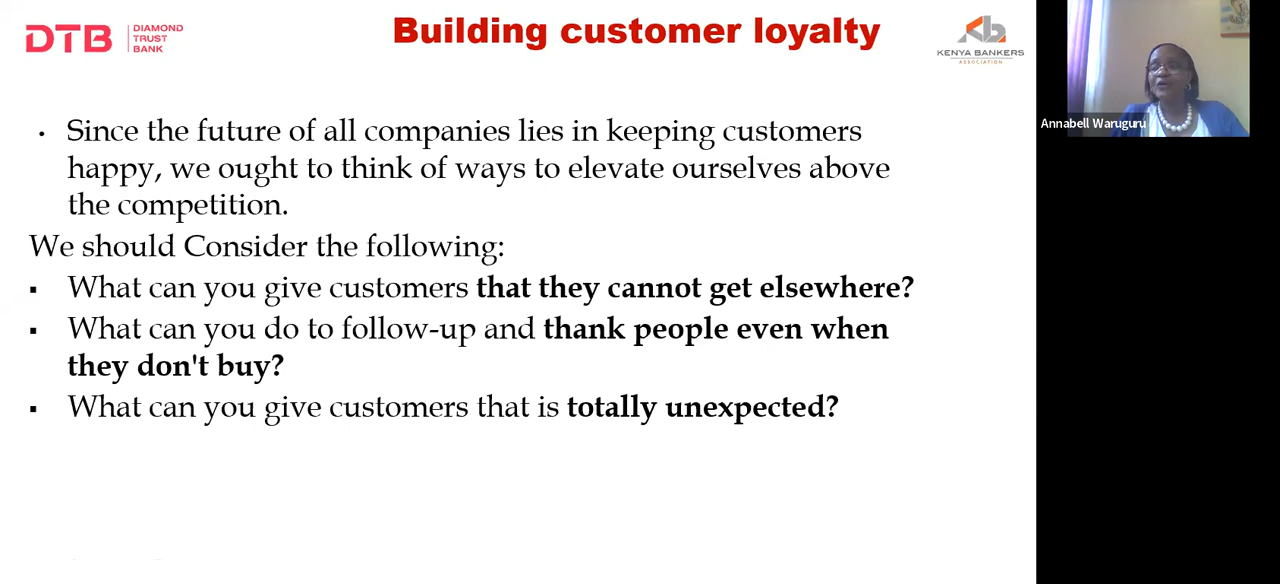 DTB
DIAMOND
TRUST
BANK
Building customer loyalty
KENYA BANKERS
ASSOCIATION
Annabell Waruguru
• Since the future of all companies lies in keeping customers
happy, we ought to think of ways to elevate ourselves above
the competition.
We should Consider the following:
▪ What can you give customers that they cannot get elsewhere?
▪ What can you do to follow-up and thank people even when
they don't buy?
▪ What can you give customers that is totally unexpected?